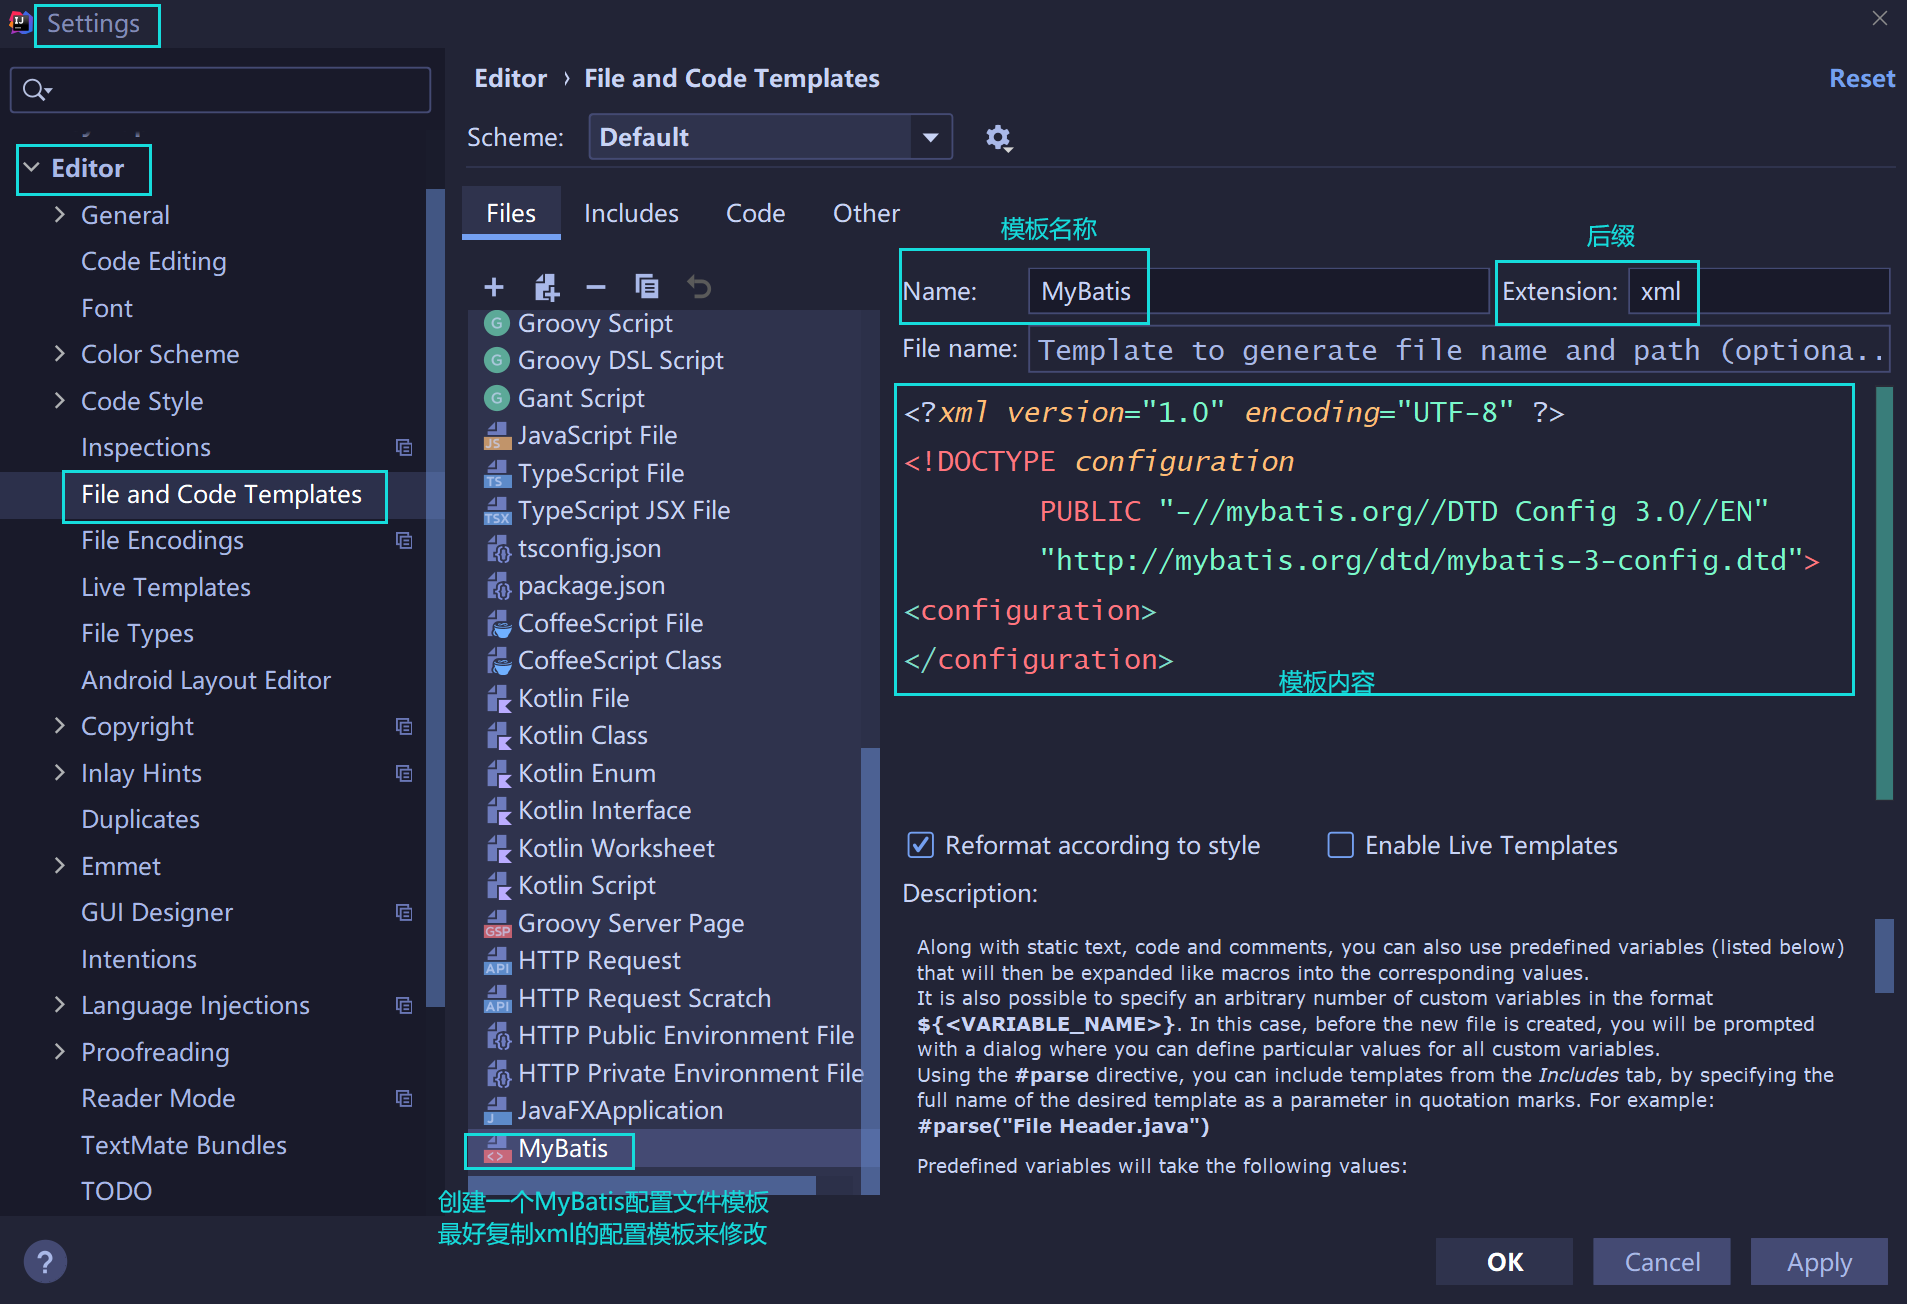 Settings
Editor
General
Code Editing
Font
Color Scheme
Code Style
Inspections
File and Code Templates
File Encodings
Live Templates
File Types
Android Layout Editor
Copyright
Inlay Hints
Duplicates
Emmet
GUI Designer
Intentions
Language Injections
Proofreading
Reader Mode
TextMate Bundles
TODO
?
Editor › File and Code Templates
Reset
Scheme: Default
Files Includes Code Other
Groovy Script
Groovy DSL Script
Gant Script
JavaScript File
TypeScript File
TypeScript JSX File
tsconfig.json
package.json
CoffeeScript File
CoffeeScript Class
Kotlin File
Kotlin Class
Kotlin Enum
Kotlin Interface
Kotlin Worksheet
Kotlin Script
Groovy Server Page
HTTP Request
HTTP Request Scratch
HTTP Public Environment File
HTTP Private Environment File
JavaFXApplication
MyBatis
创建一个MyBatis配置文件模板
最好复制xml的配置模板来修改
模板名称
后缀
Name: MyBatis
Extension: xml
File name: Template to generate file name and path (optiona...
<?xml version="1.0" encoding="UTF-8" ?>
<!DOCTYPE configuration
PUBLIC "-//mybatis.org//DTD Config 3.0//EN"
"http://mybatis.org/dtd/mybatis-3-config.dtd">
<configuration>
</configuration>
模板内容
Reformat according to style
Enable Live Templates
Description:
Along with static text, code and comments, you can also use predefined variables (listed below)
that will then be expanded like macros into the corresponding values.
It is also possible to specify an arbitrary number of custom variables in the format
${<VARIABLE_NAME>}. In this case, before the new file is created, you will be prompted
with a dialog where you can define particular values for all custom variables.
Using the #parse directive, you can include templates from the Includes tab, by specifying the
full name of the desired template as a parameter in quotation marks. For example:
#parse("File Header.java")
Predefined variables will take the following values:
OK
Cancel
Apply